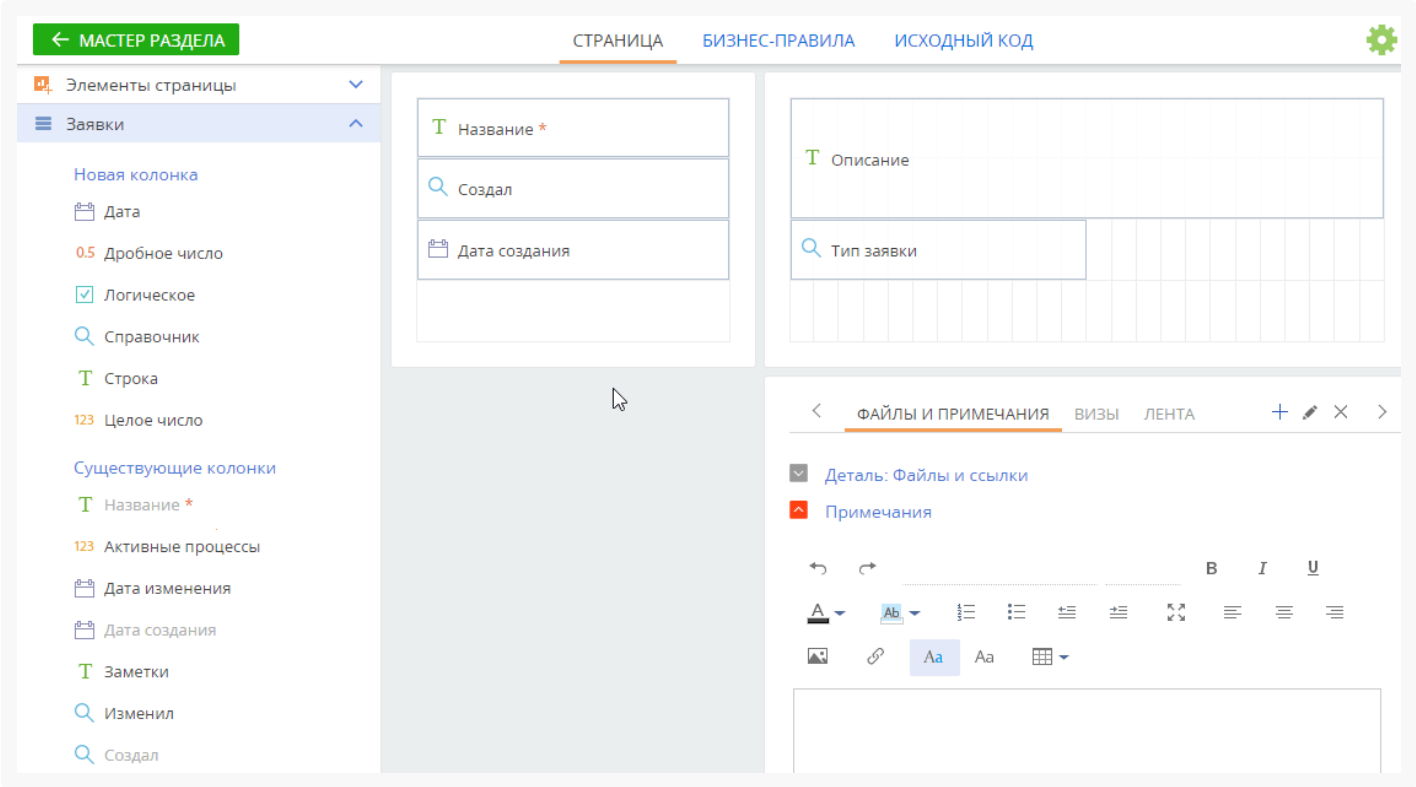 МАСТЕР РАЗДЕЛА
СТРАНИЦА БИЗНЕС-ПРАВИЛА ИСХОДНЫЙ КОД
Элементы страницы
Заявки
Новая колонка
Дата
0.5 Дробное число
Логическое
Справочник
T Строка
123 Целое число
Существующие колонки
T Название *
123 Активные процессы
Дата изменения
Дата создания
T Заметки
Изменил
Создал
T Название *
Создал
Дата создания
T Описание
Тип заявки
ФАЙЛЫ И ПРИМЕЧАНИЯ ВИЗЫ ЛЕНТА
Деталь: Файлы и ссылки
Примечания
B I U
A Ab
Aa Aa